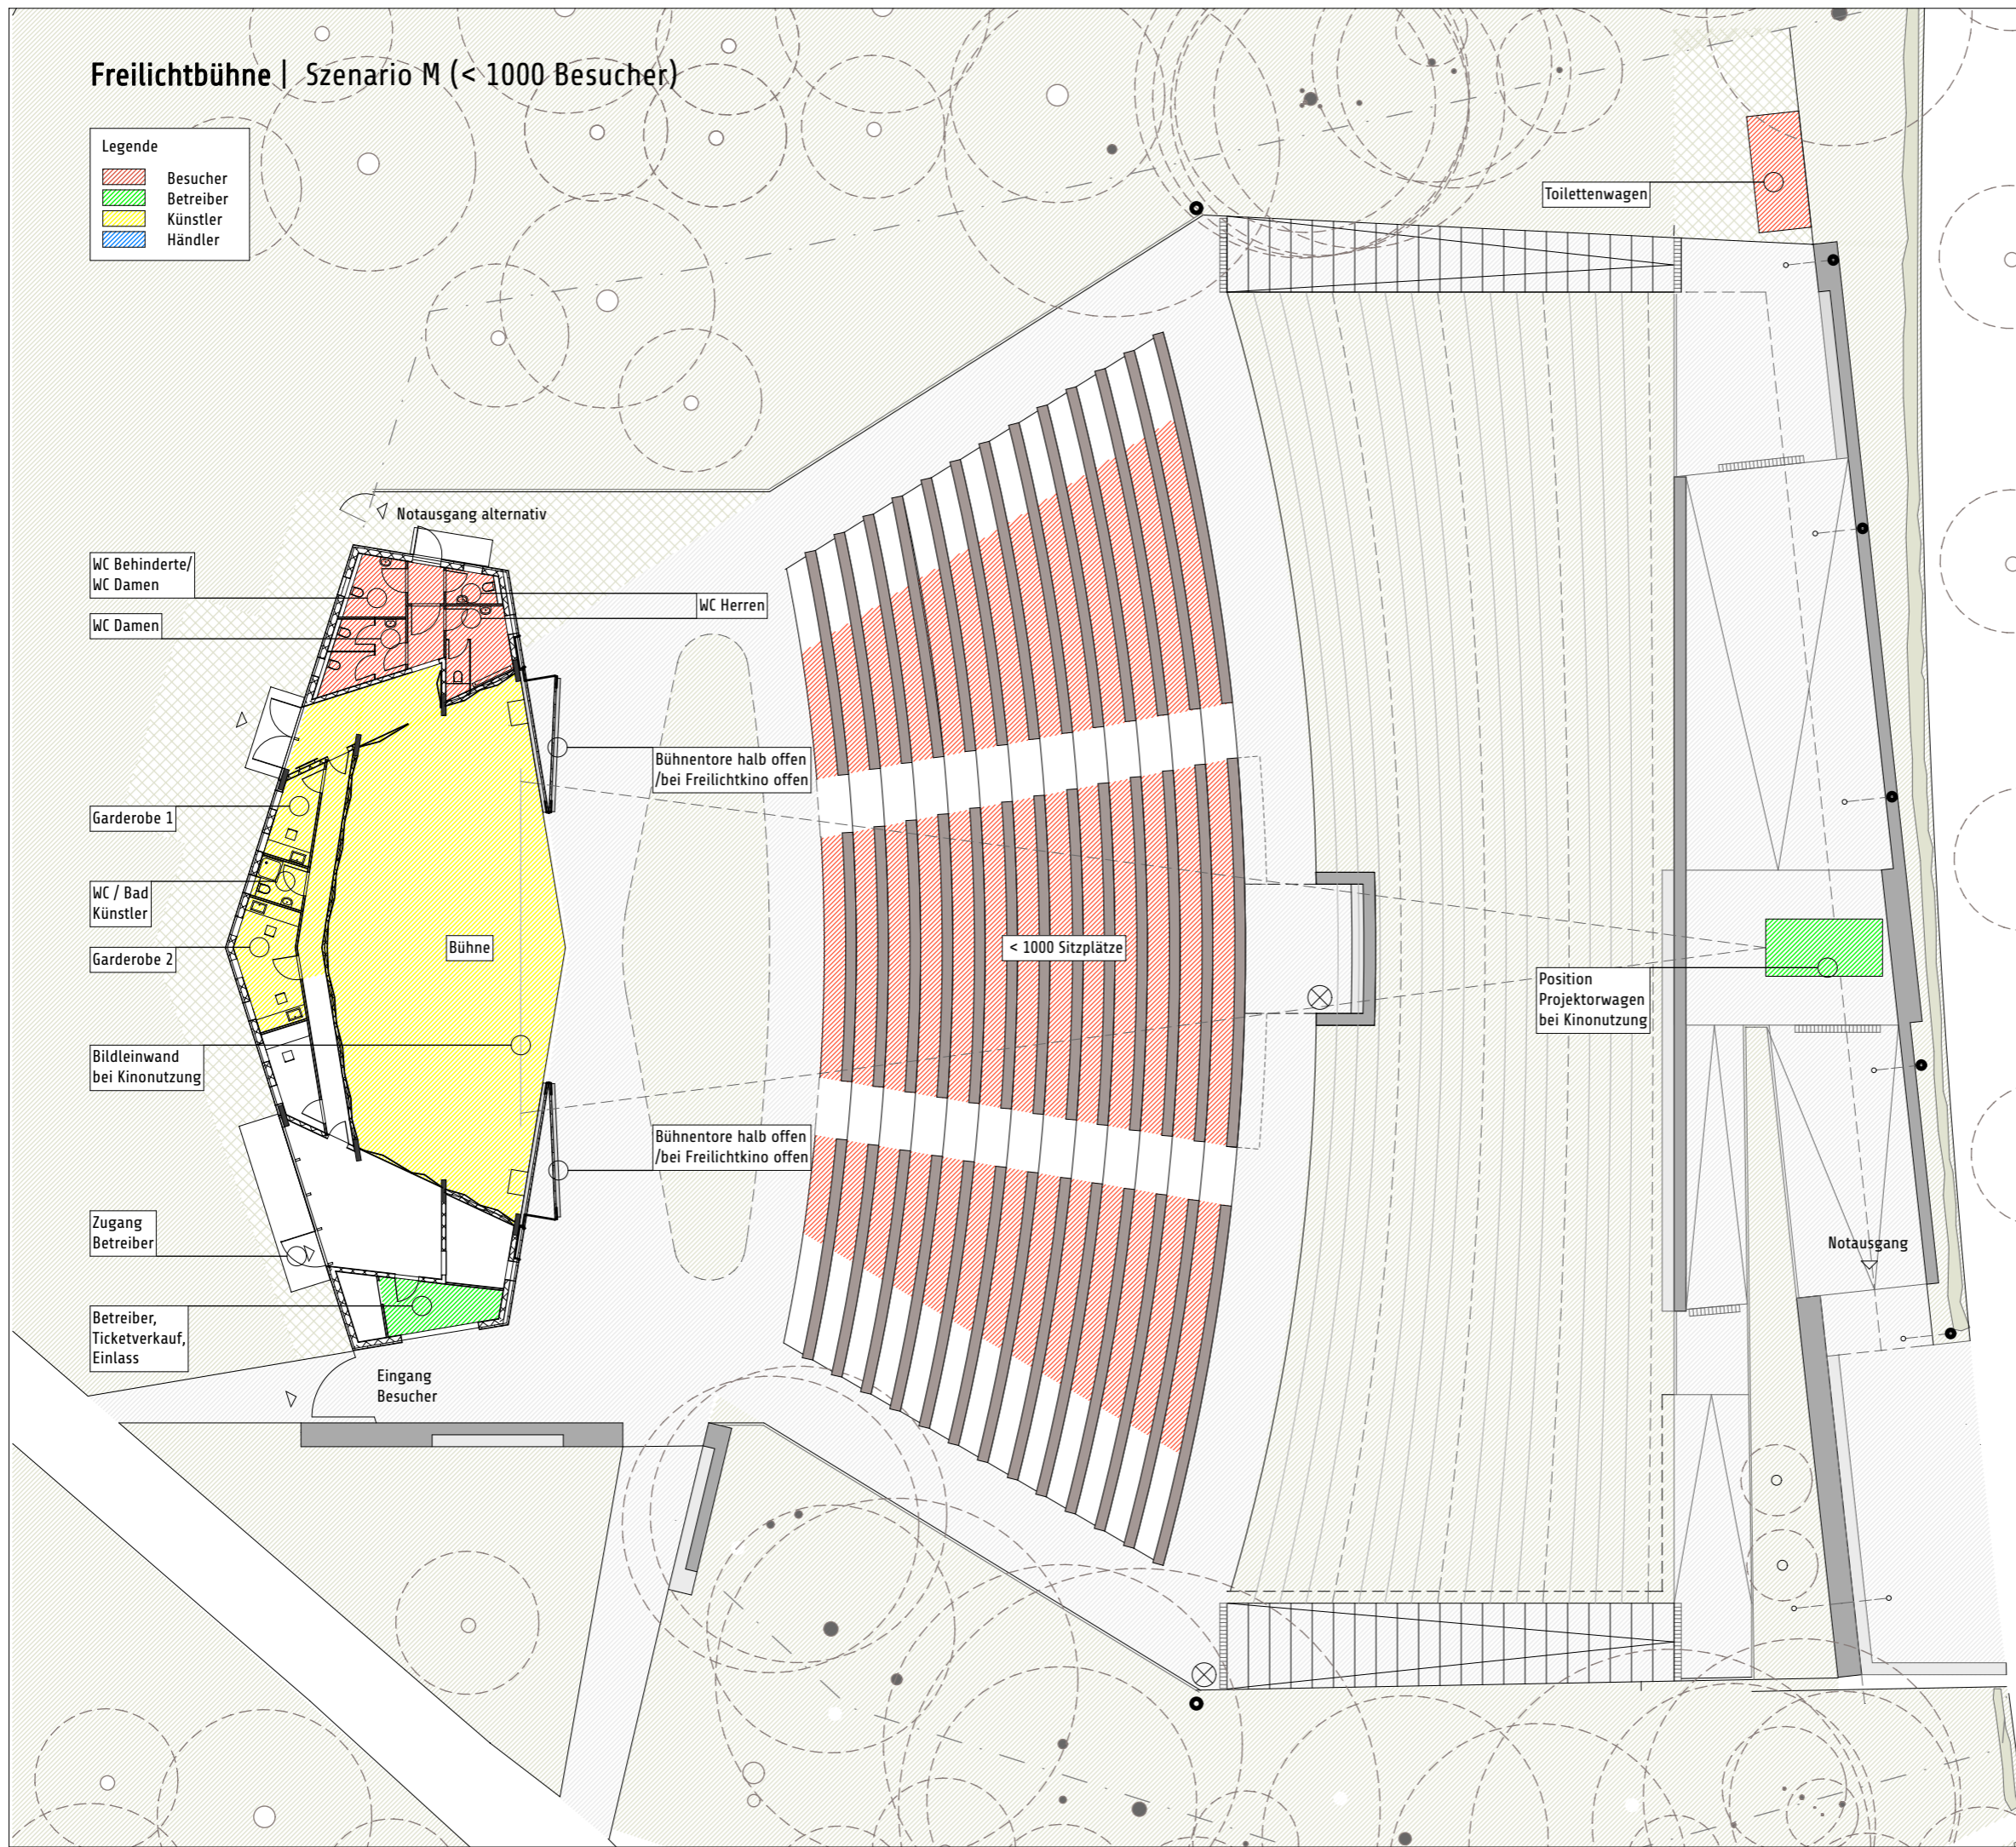 Freilichtbühne | Szenario M (< 1000 Besucher)
Legende
Besucher
Betreiber
Künstler
Händler
Toilettenwagen
Notausgang alternativ
WC Behinderte/
WC Damen
WC Herren
WC Damen
Bühnentore halb offen
/bei Freilichtkino offen
Garderobe 1
WC / Bad
Künstler
Bühne
< 1000 Sitzplätze
Garderobe 2
Position
Projektorwagen
bei Kinonutzung
Bildleinwand
bei Kinonutzung
Bühnentore halb offen
/bei Freilichtkino offen
Zugang
Betreiber
Notausgang
Betreiber,
Ticketverkauf,
Einlass
Eingang
Besucher